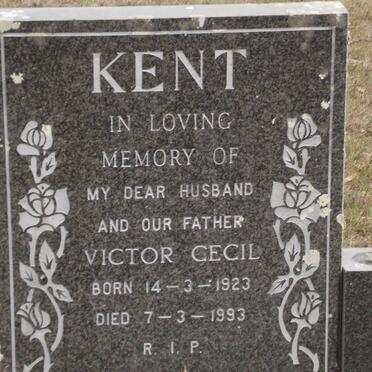 KENT
IN LOVING
MEMORY OF
MY DEAR HUSBAND
AND OUR FATHER
VICTOR CECIL
BORN 14-3-1923
DIED 7-3-1993
R.I.P.